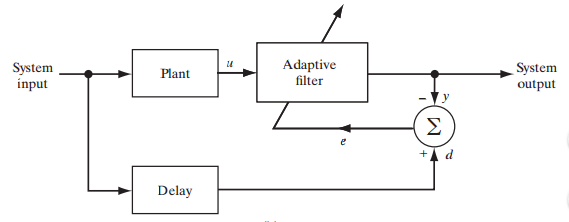 System
input
Plant
u
Adaptive
filter
System
output
− y
Σ
e
+ d
Delay